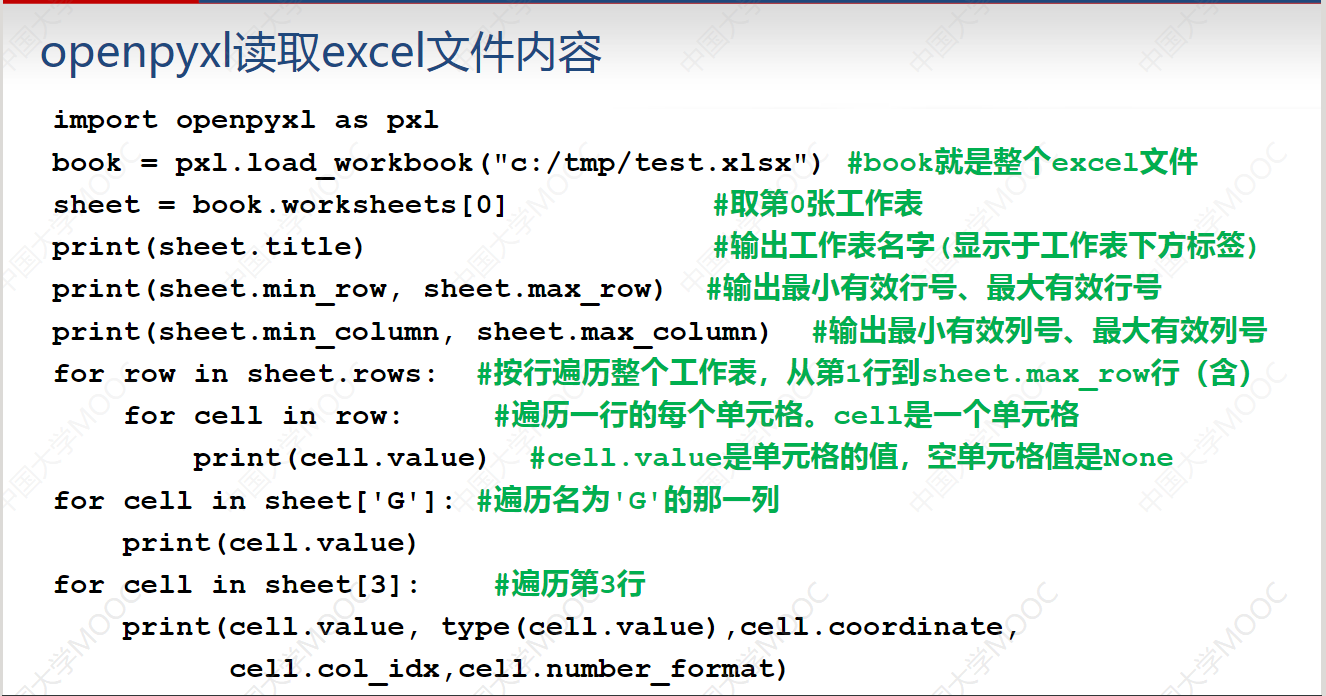 openpyxl读取excel文件内容
import openpyxl as pxl
book = pxl.load_workbook("c:/tmp/test.xlsx") #book就是整个excel文件
sheet = book.worksheets[0] #取第0张工作表
print(sheet.title) #输出工作表名字(显示于工作表下方标签)
print(sheet.min_row, sheet.max_row) #输出最小有效行号、最大有效行号
print(sheet.min_column, sheet.max_column) #输出最小有效列号、最大有效列号
for row in sheet.rows: #按行遍历整个工作表，从第1行到sheet.max_row行（含）
for cell in row: #遍历一行的每个单元格。cell是一个单元格
print(cell.value) #cell.value是单元格的值，空单元格值是None
for cell in sheet['G']: #遍历名为'G'的那一列
print(cell.value)
for cell in sheet[3]: #遍历第3行
print(cell.value, type(cell.value),cell.coordinate,
cell.col_idx,cell.number_format)
中国大学MOOC